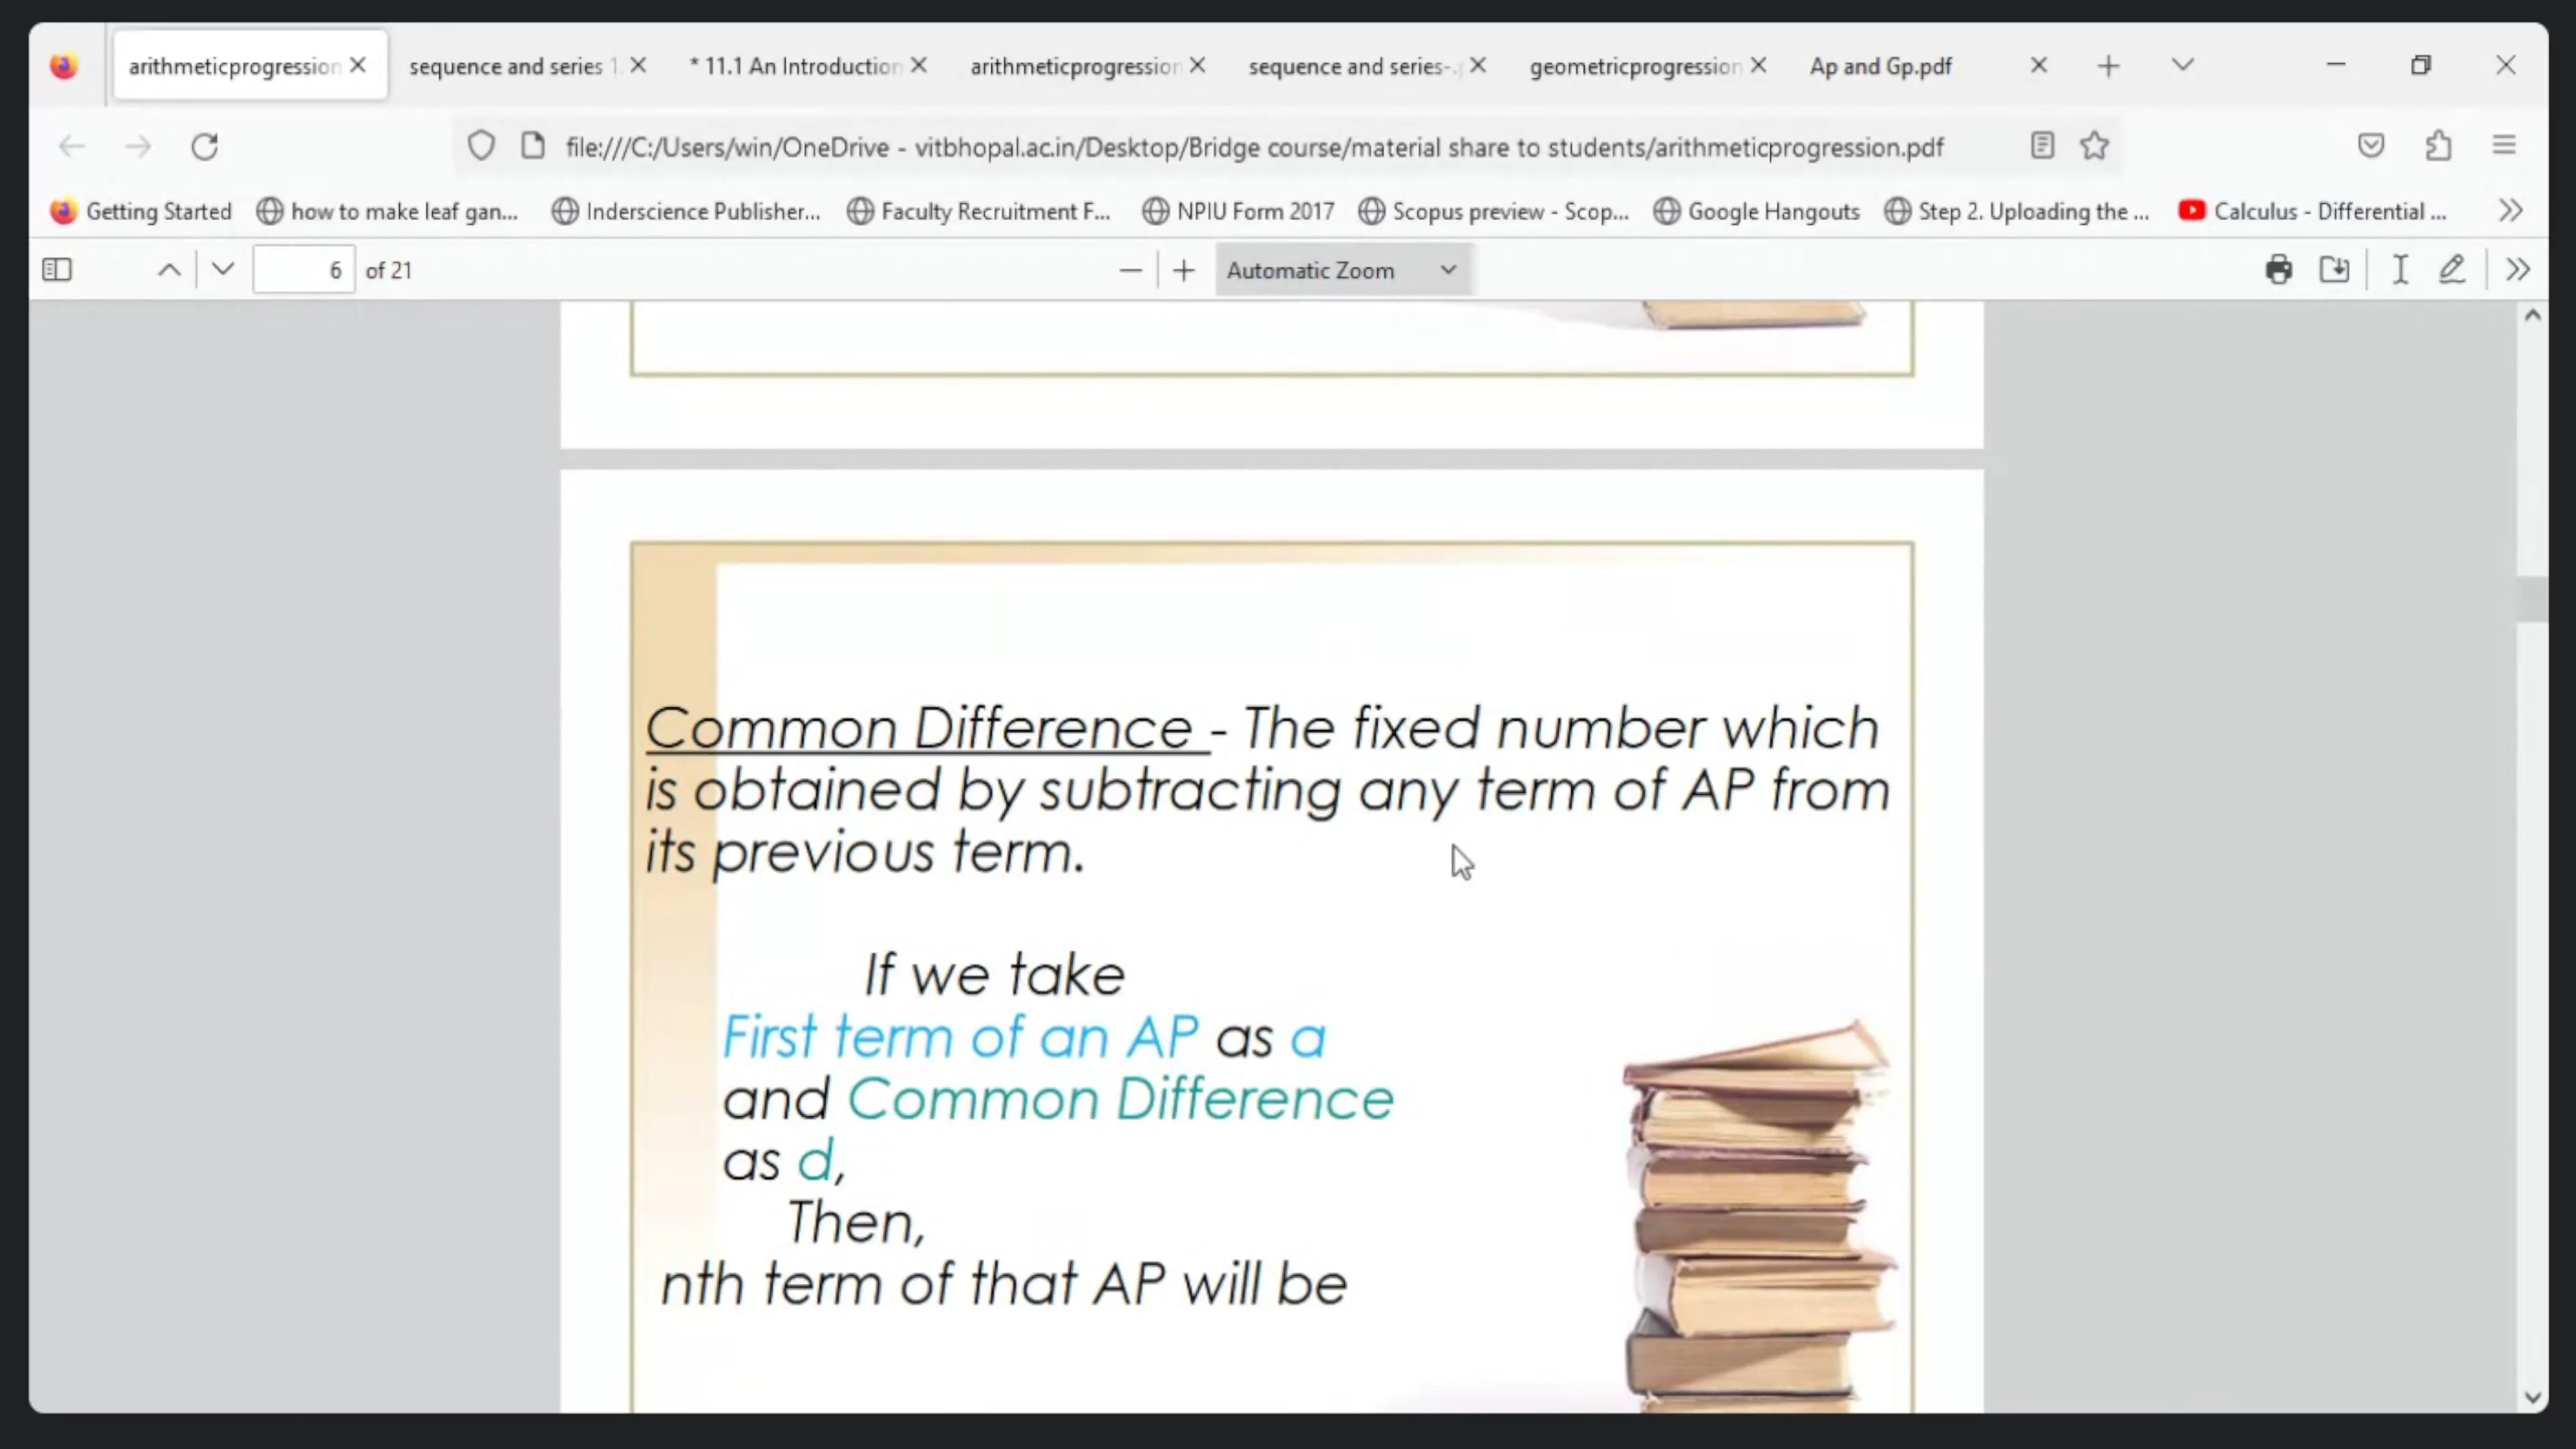 arithmeticprogression
sequence and series 1
* 11.1 An Introduction
arithmeticprogression
sequence and series-.p
geometricprogression
Ap and Gp.pdf
file:///C:/Users/win/OneDrive - vitbhopal.ac.in/Desktop/Bridge course/material share to students/arithmeticprogression.pdf
Getting Started
how to make leaf gan...
Inderscience Publisher...
Faculty Recruitment F...
NPIU Form 2017
Scopus preview - Scop...
Google Hangouts
Step 2. Uploading the ...
Calculus - Differential ...
6 of 21
Automatic Zoom
Common Difference - The fixed number which
is obtained by subtracting any term of AP from
its previous term.
If we take
First term of an AP as a
and Common Difference
as d,
Then,
nth term of that AP will be